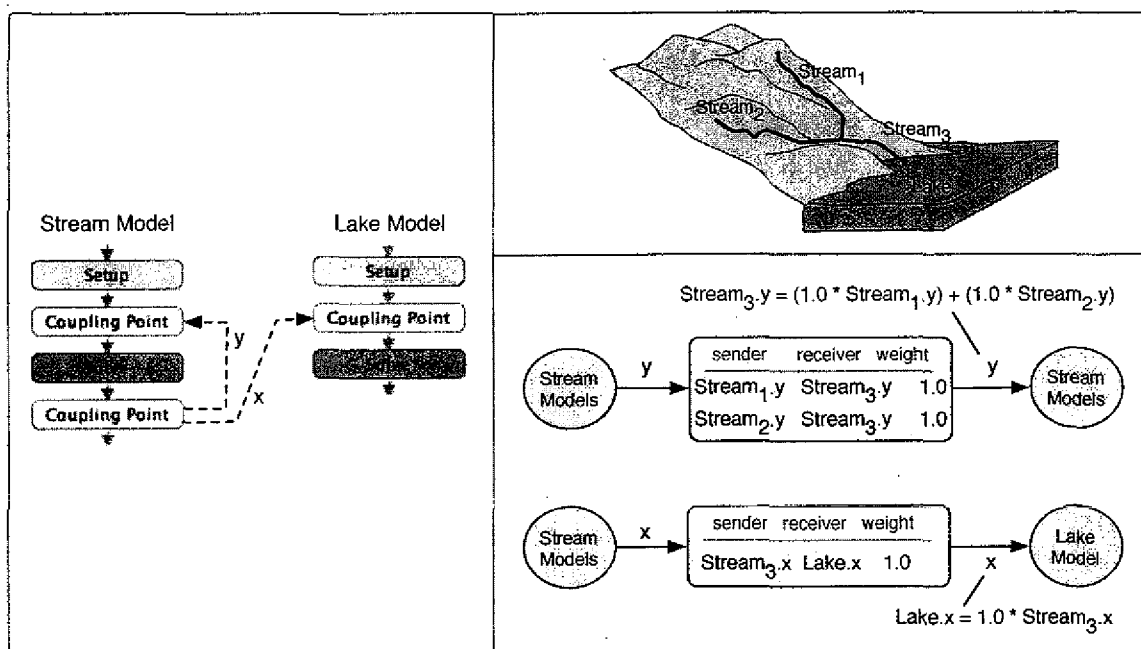 Stream Model
Lake Model
Setup
Setup
Coupling Point
Coupling Point
y
x
Coupling Point
Stream1
Stream2
Stream3
Lake
Stream3.y = (1.0 * Stream1.y) + (1.0 * Stream2.y)
Stream
Models
y
sender receiver weight
Stream1.y Stream3.y 1.0
Stream2.y Stream3.y 1.0
y
Stream
Models
Stream
Models
x
sender receiver weight
Stream3.x Lake.x 1.0
x
Lake
Model
Lake.x = 1.0 * Stream3.x